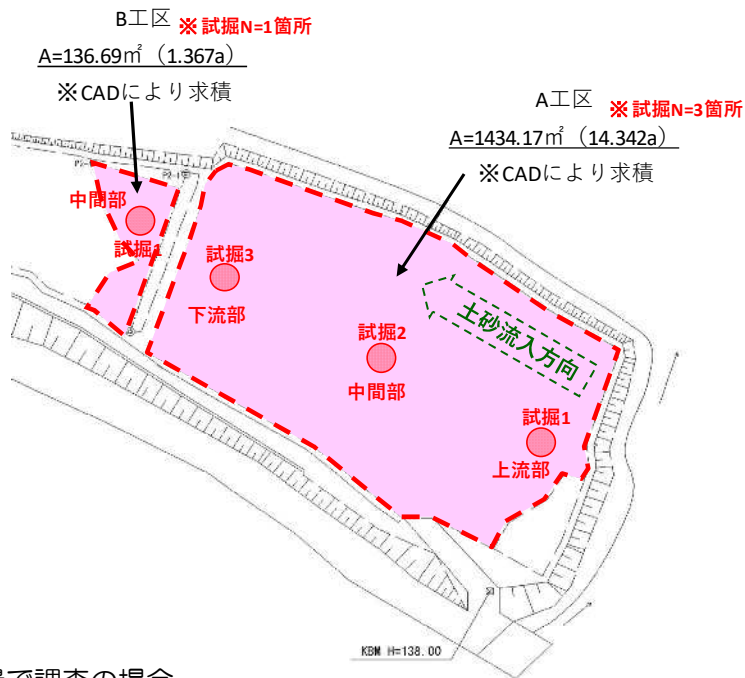 B工区 ※試掘N=1箇所
A=136.69㎡（1.367a）
※CADにより求積
A工区 ※試掘N=3箇所
A=1434.17㎡（14.342a）
※CADにより求積
中間部
試掘1
試掘3
下流部
試掘2
中間部
土砂流入方向
試掘1
上流部
KBM H=138.00